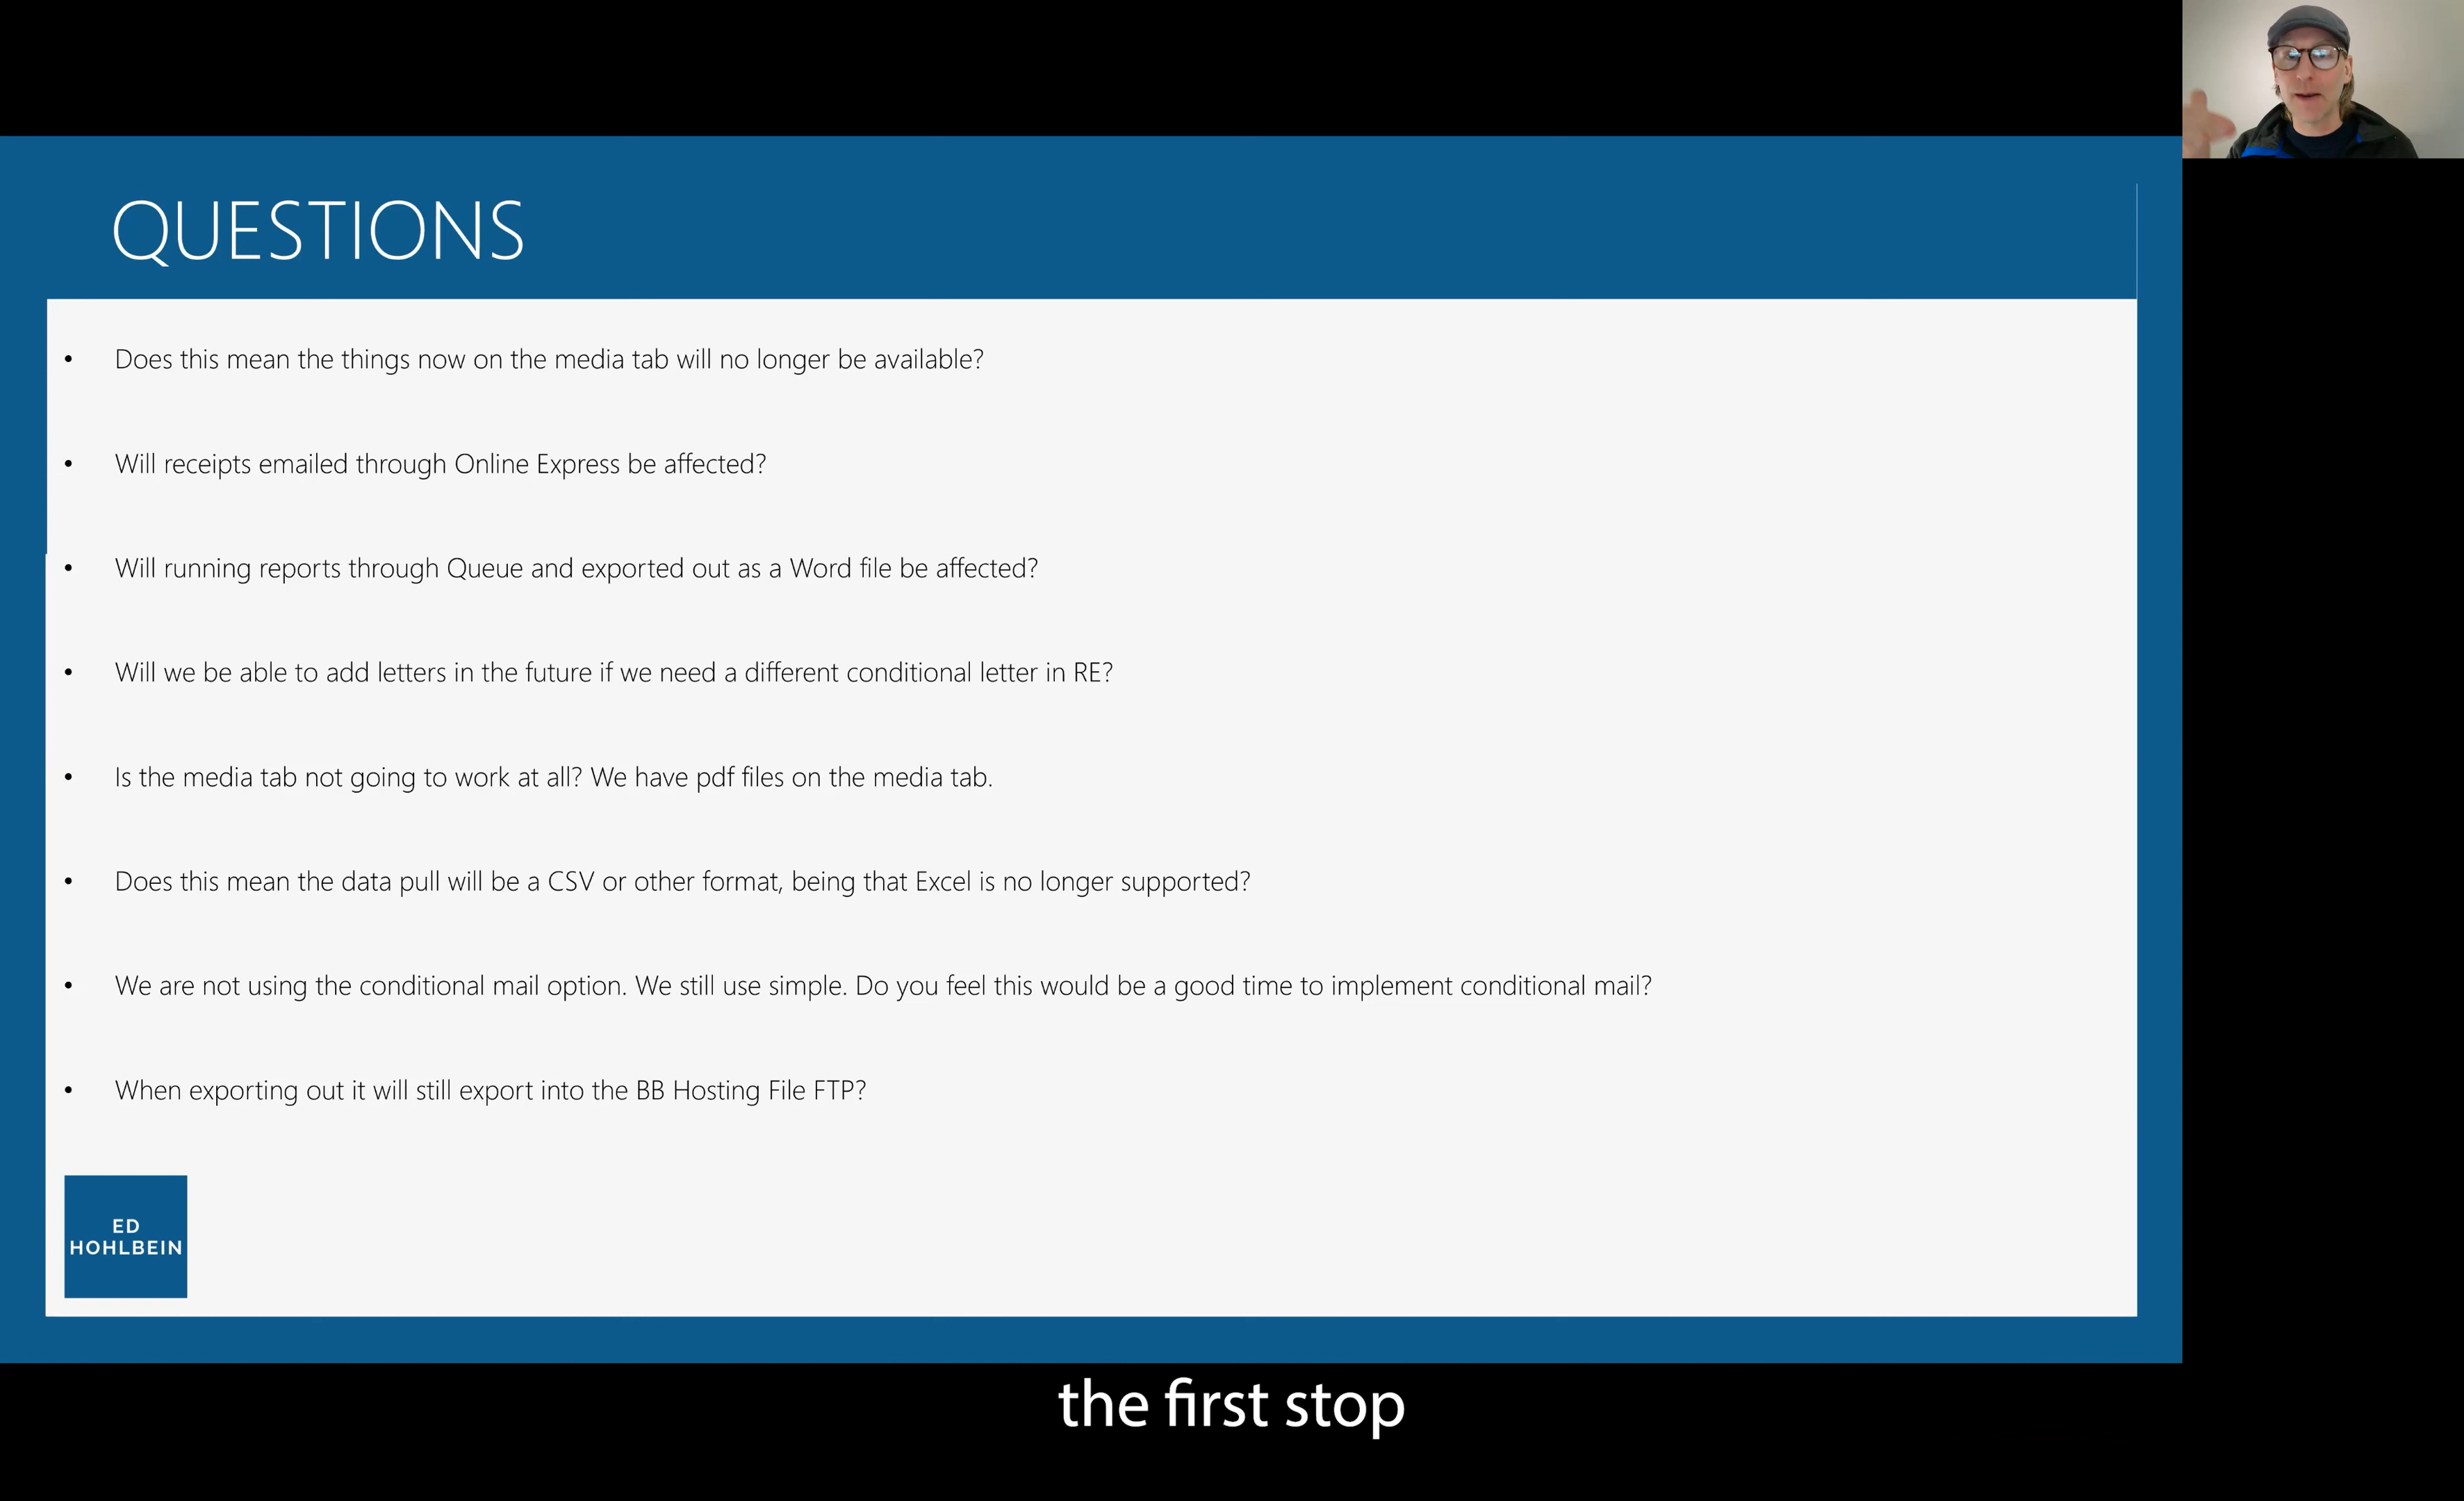 QUESTIONS
• Does this mean the things now on the media tab will no longer be available?
• Will receipts emailed through Online Express be affected?
• Will running reports through Queue and exported out as a Word file be affected?
• Will we be able to add letters in the future if we need a different conditional letter in RE?
• Is the media tab not going to work at all? We have pdf files on the media tab.
• Does this mean the data pull will be a CSV or other format, being that Excel is no longer supported?
• We are not using the conditional mail option. We still use simple. Do you feel this would be a good time to implement conditional mail?
• When exporting out it will still export into the BB Hosting File FTP?
ED
HOHLBEIN
the first stop